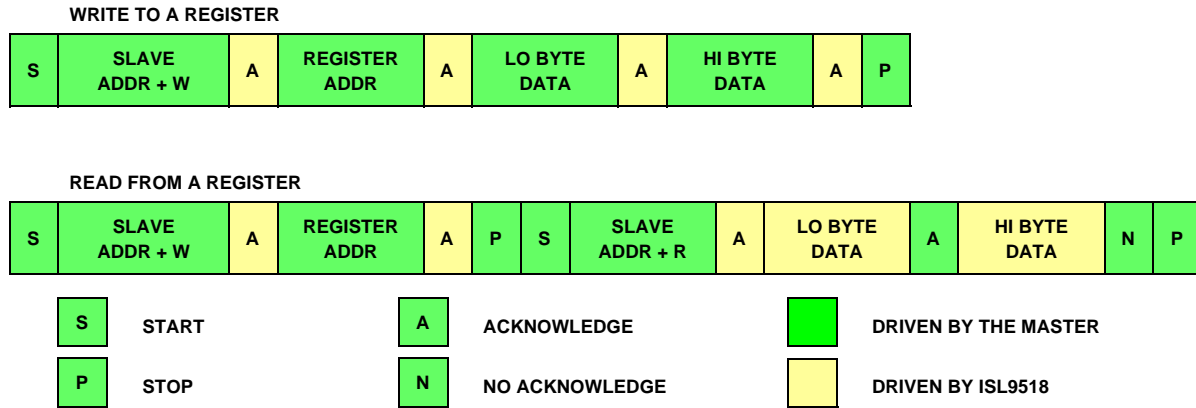 WRITE TO A REGISTER
S SLAVE A REGISTER A LO BYTE A HI BYTE A P
ADDR + W ADDR DATA DATA
READ FROM A REGISTER
S SLAVE A REGISTER A P S SLAVE A LO BYTE A HI BYTE N P
ADDR + W ADDR ADDR + R DATA DATA
S START A ACKNOWLEDGE DRIVEN BY THE MASTER
P STOP N NO ACKNOWLEDGE DRIVEN BY ISL9518